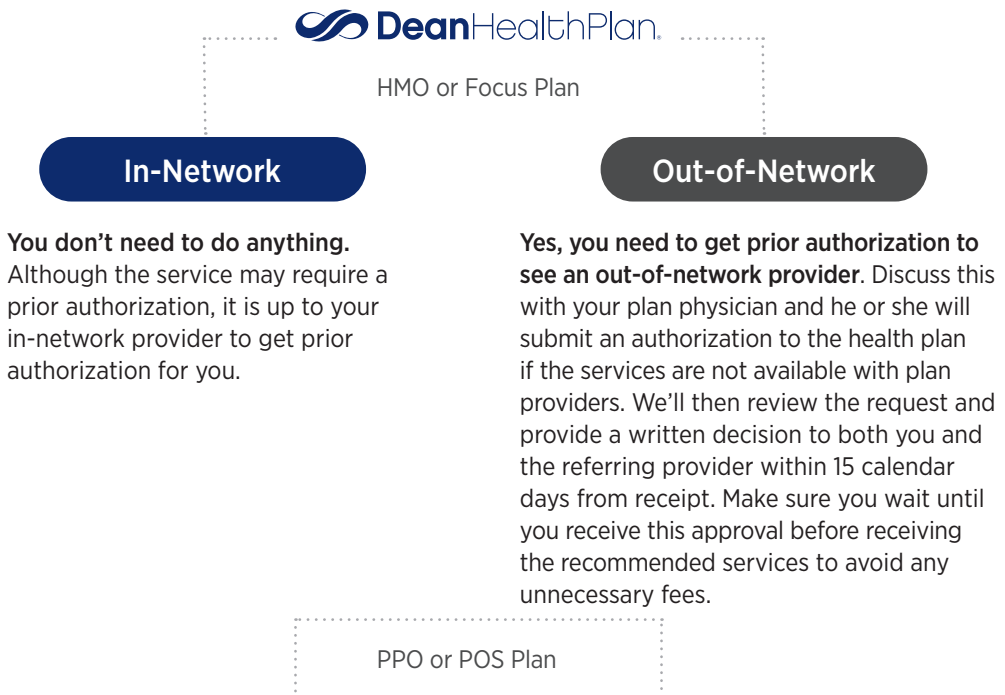 DeanHealthPlan.
HMO or Focus Plan
In-Network
You don’t need to do anything.
Although the service may require a
prior authorization, it is up to your
in-network provider to get prior
authorization for you.
Out-of-Network
Yes, you need to get prior authorization to
see an out-of-network provider. Discuss this
with your plan physician and he or she will
submit an authorization to the health plan
if the services are not available with plan
providers. We’ll then review the request and
provide a written decision to both you and
the referring provider within 15 calendar
days from receipt. Make sure you wait until
you receive this approval before receiving
the recommended services to avoid any
unnecessary fees.
PPO or POS Plan